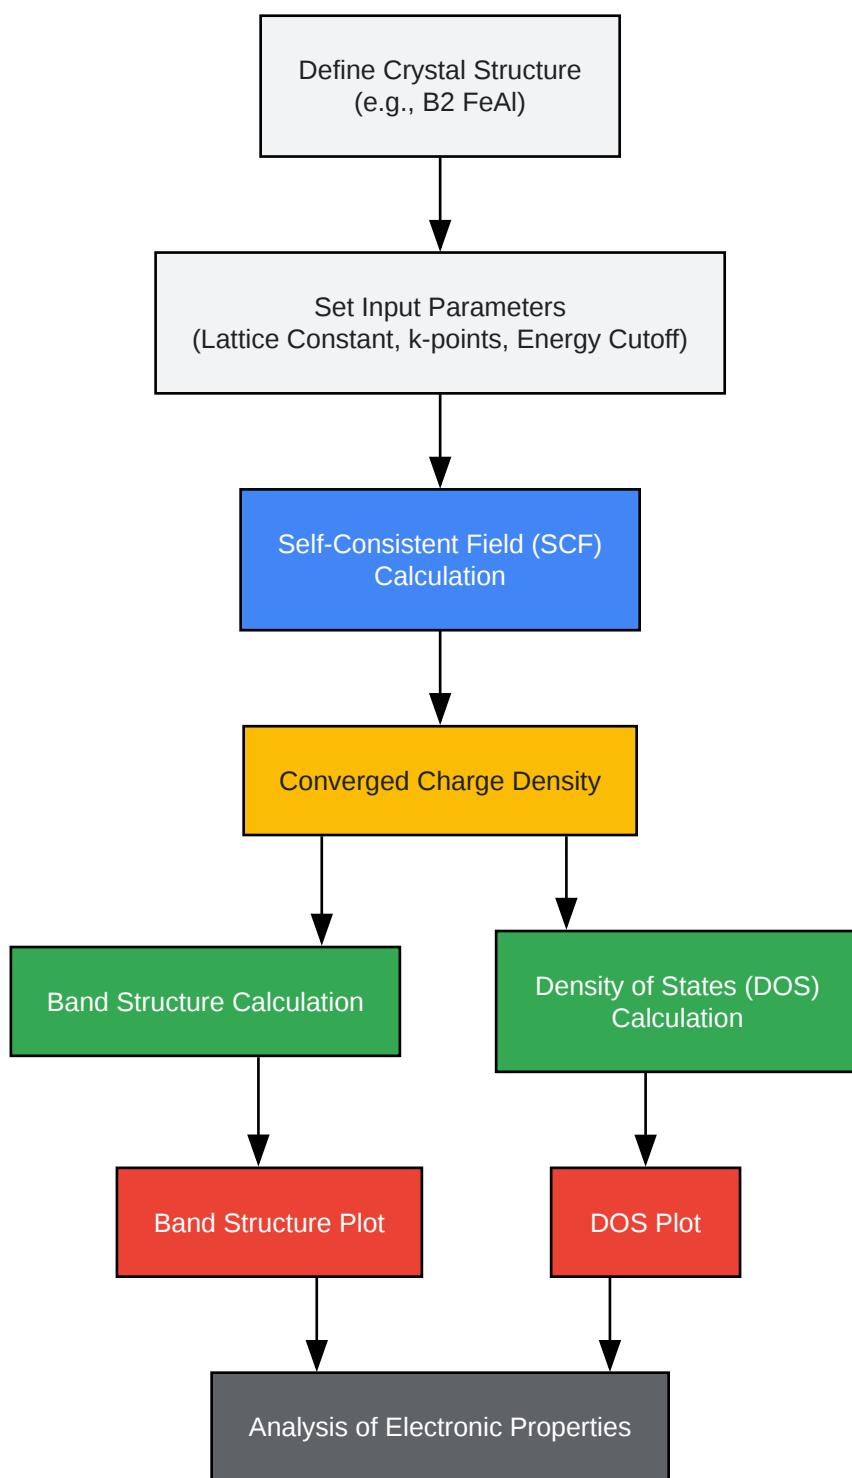 Define Crystal Structure
(e.g., B2 FeAl)
Set Input Parameters
(Lattice Constant, k-points, Energy Cutoff)
Self-Consistent Field (SCF)
Calculation
Converged Charge Density
Band Structure Calculation
Density of States (DOS)
Calculation
Band Structure Plot
DOS Plot
Analysis of Electronic Properties